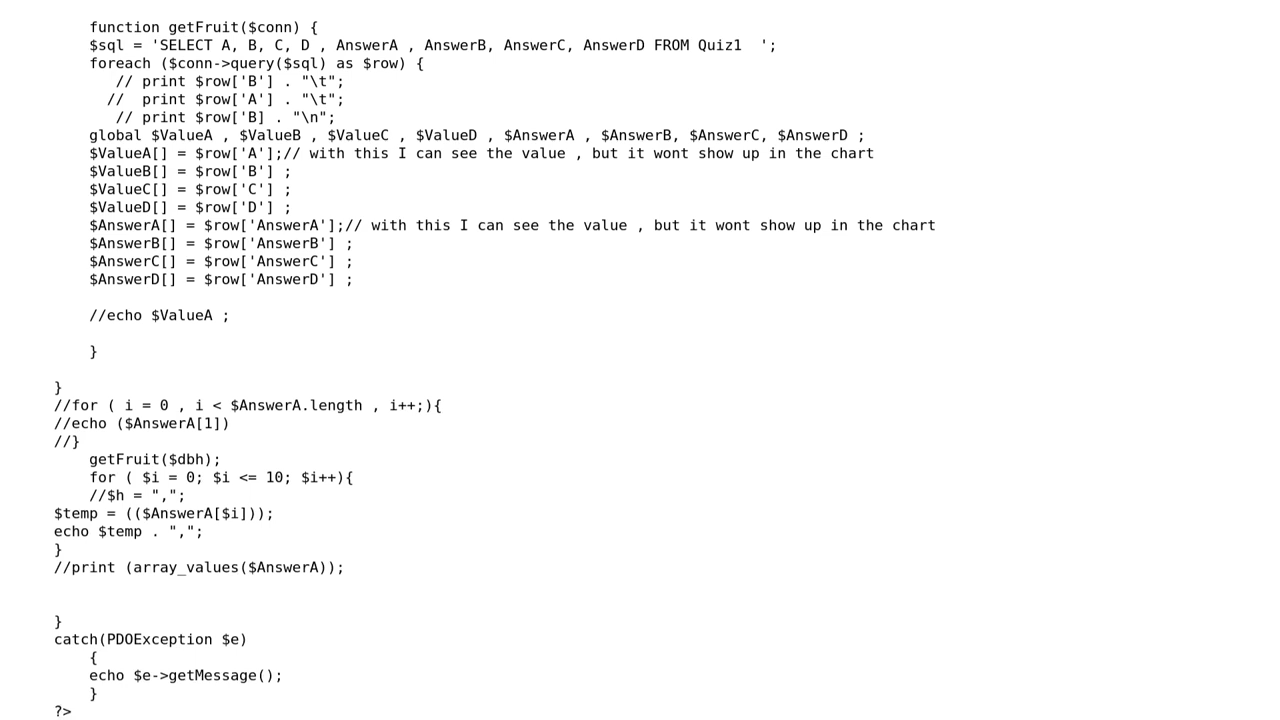 function getFruit($conn) {
$sql = 'SELECT A, B, C, D , AnswerA , AnswerB, AnswerC, AnswerD FROM Quiz1  ';
foreach ($conn->query($sql) as $row) {
// print $row['B'] . "\t";
//  print $row['A'] . "\t";
// print $row['B] . "\n";
global $ValueA , $ValueB , $ValueC , $ValueD , $AnswerA , $AnswerB, $AnswerC, $AnswerD ;
$ValueA[] = $row['A'];// with this I can see the value , but it wont show up in the chart
$ValueB[] = $row['B'] ;
$ValueC[] = $row['C'] ;
$ValueD[] = $row['D'] ;
$AnswerA[] = $row['AnswerA'];// with this I can see the value , but it wont show up in the chart
$AnswerB[] = $row['AnswerB'] ;
$AnswerC[] = $row['AnswerC'] ;
$AnswerD[] = $row['AnswerD'] ;
//echo $ValueA ;
}
}
//for ( i = 0 , i < $AnswerA.length , i++;){
//echo ($AnswerA[1])
//}
getFruit($dbh);
for ( $i = 0; $i <= 10; $i++){
//$h = ",";
$temp = (($AnswerA[$i]));
echo $temp . ",";
}
//print (array_values($AnswerA));
}
catch(PDOException $e)
{
echo $e->getMessage();
}
?>